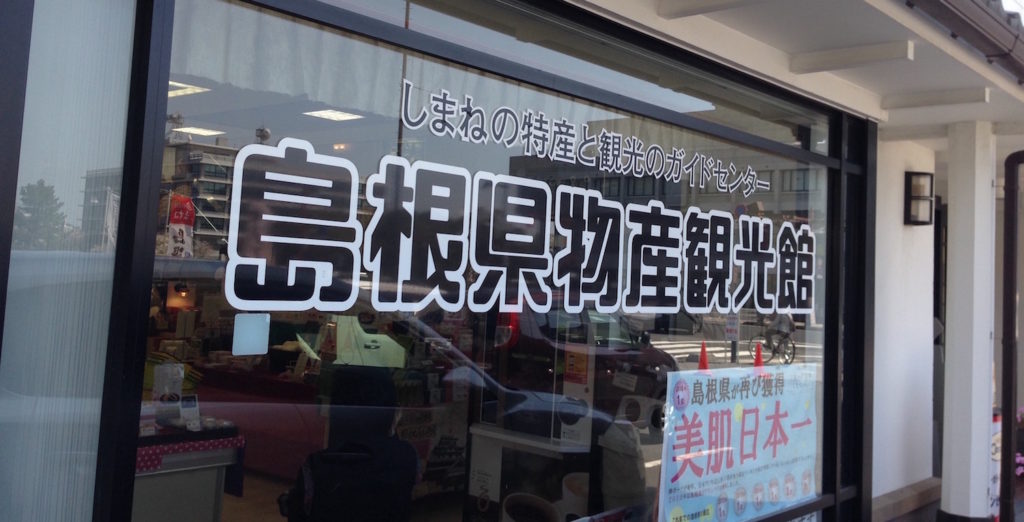 しまねの特産と観光のガイドセンター
島根県物産観光館
島根県が再び獲得
美肌日本一